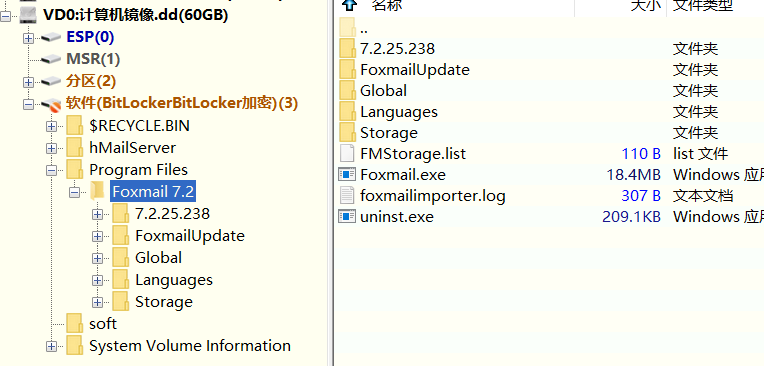 VD0:计算机镜像.dd(60GB)
ESP(0)
MSR(1)
分区(2)
软件(BitLockerBitLocker加密)(3)
$RECYCLE.BIN
hMailServer
Program Files
Foxmail 7.2
7.2.25.238
FoxmailUpdate
Global
Languages
Storage
soft
System Volume Information
名称 大小 文件类型
..
7.2.25.238 文件夹
FoxmailUpdate 文件夹
Global 文件夹
Languages 文件夹
Storage 文件夹
FMStorage.list 110 B list 文件
Foxmail.exe 18.4MB Windows 应用
foxmailimporter.log 307 B 文本文档
uninst.exe 209.1KB Windows 应用